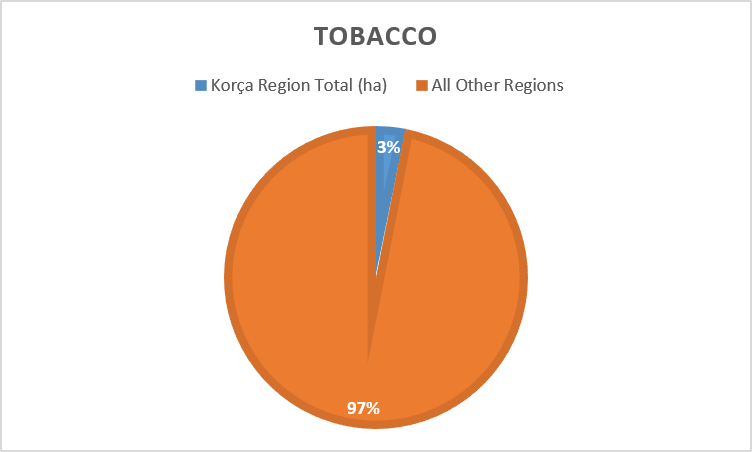 TOBACCO
Korça Region Total (ha) All Other Regions
3%
97%